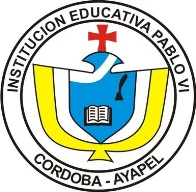 INSTITUCION EDUCATIVA PABLO VI
CORDOBA - AYAPEL